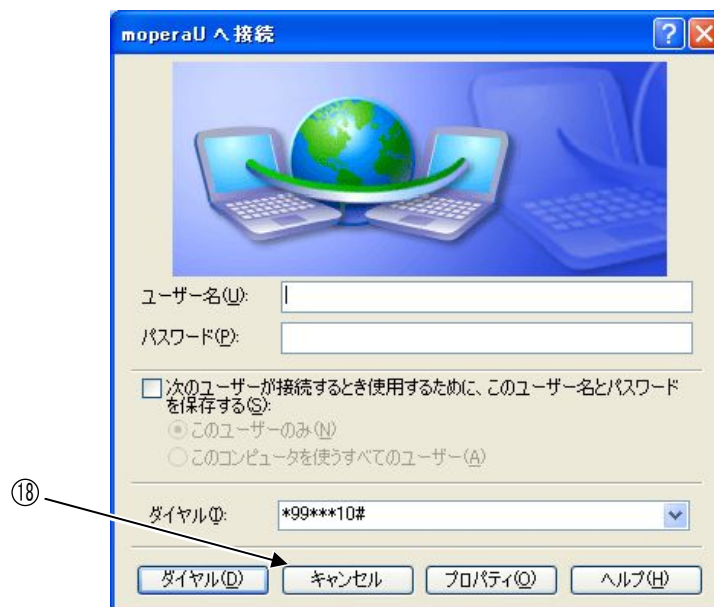 moperaU へ接続
ユーザー名(U):
パスワード(P):
次のユーザーが接続するとき使用するために、このユーザー名とパスワード
を保存する(S):
このユーザーのみ(N)
このコンピュータを使うすべてのユーザー(A)
⑱
ダイヤル(I):
*99***10#
ダイヤル(D)
キャンセル
プロパティ(O)
ヘルプ(H)